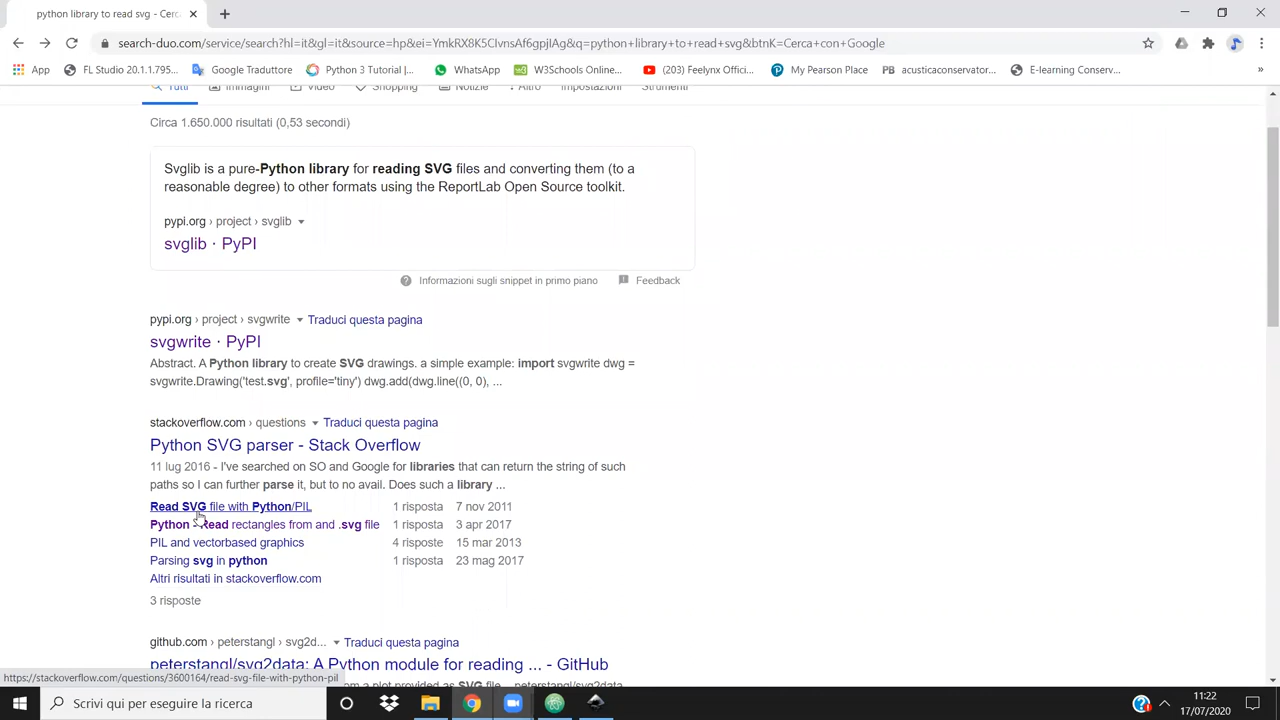 python library to read svg - Cerc
search-duo.com/service/search?hl=it&gl=it&source=hp&ei=YmkRX8K5CIvnsAf6gpjIAg&q=python+library+to+read+svg&btnK=Cerca+con+Google
App
FL Studio 20.1.1.795...
Google Traduttore
Python 3 Tutorial |...
WhatsApp
W3Schools Online...
(203) Feelynx Offici...
My Pearson Place
PB acusticaconservator...
E-learning Conserv...
»
Tutti Immagini Video Shopping Notizie Altro Impostazioni Strumenti
Circa 1.650.000 risultati (0,53 secondi)
Svglib is a pure-Python library for reading SVG files and converting them (to a
reasonable degree) to other formats using the ReportLab Open Source toolkit.
pypi.org › project › svglib
svglib · PyPI
Informazioni sugli snippet in primo piano Feedback
pypi.org › project › svgwrite Traduci questa pagina
svgwrite · PyPI
Abstract. A Python library to create SVG drawings. a simple example: import svgwrite dwg =
svgwrite.Drawing('test.svg', profile='tiny') dwg.add(dwg.line((0, 0), ...
stackoverflow.com › questions Traduci questa pagina
Python SVG parser - Stack Overflow
11 lug 2016 - I've searched on SO and Google for libraries that can return the string of such
paths so I can further parse it, but to no avail. Does such a library ...
Read SVG file with Python/PIL 1 risposta 7 nov 2011
Python - Read rectangles from and .svg file 1 risposta 3 apr 2017
PIL and vectorbased graphics 4 risposte 15 mar 2013
Parsing svg in python 1 risposta 23 mag 2017
Altri risultati in stackoverflow.com
3 risposte
github.com › peterstangl › svg2d... Traduci questa pagina
peterstangl/svg2data: A Python module for reading ... - GitHub
https://stackoverflow.com/questions/3600164/read-svg-file-with-python-pil
Scrivi qui per eseguire la ricerca
11:22
17/07/2020